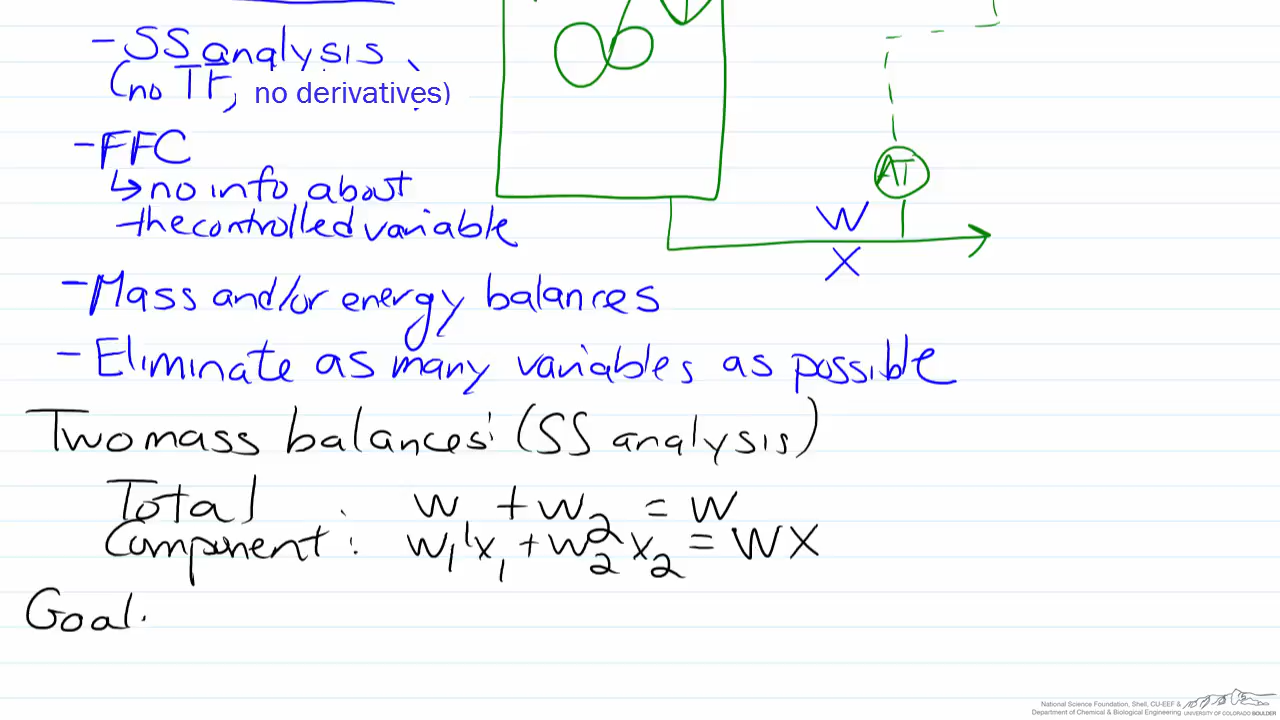 - SS analysis
(no TF, no derivatives)
- FFC
↳ no info about
the controlled variable
AT
W
X
- Mass and/or energy balances
- Eliminate as many variables as possible
Two mass balances: (SS analysis)
Total : w1 + w2 = w
Component : w1x1 + w2x2 = wx
Goal.
National Science Foundation, Shell, CU-EEF &
Department of Chemical & Biological Engineering UNIVERSITY OF COLORADO BOULDER